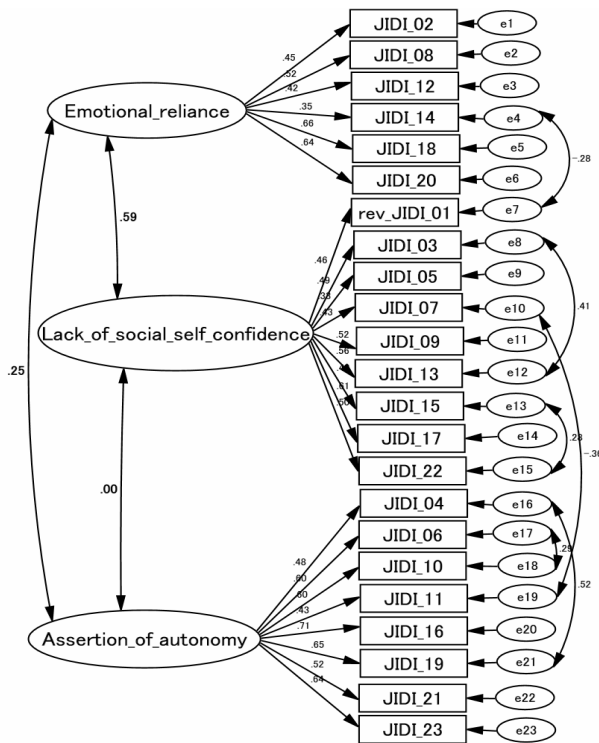 JIDI_02 e1
.45
JIDI_08 e2
.52
JIDI_12 e3
.42
Emotional_reliance
JIDI_14 e4
.35
JIDI_18 e5
.66
-.28
JIDI_20 e6
.64
rev_JIDI_01 e7
.59
JIDI_03 e8
.46
JIDI_05 e9
.49
JIDI_07 e10
.41
.43
Lack_of_social_self_confidence
JIDI_09 e11
.52
.56
JIDI_13 e12
.25
.61
JIDI_15 e13
JIDI_17 e14
.28
-.36
JIDI_22 e15
.00
JIDI_04 e16
JIDI_06 e17
.29
.48
JIDI_10 e18
.60
.52
.60
JIDI_11 e19
.43
JIDI_16 e20
.71
Assertion_of_autonomy
.65
JIDI_19 e21
.52
.64
JIDI_21 e22
JIDI_23 e23